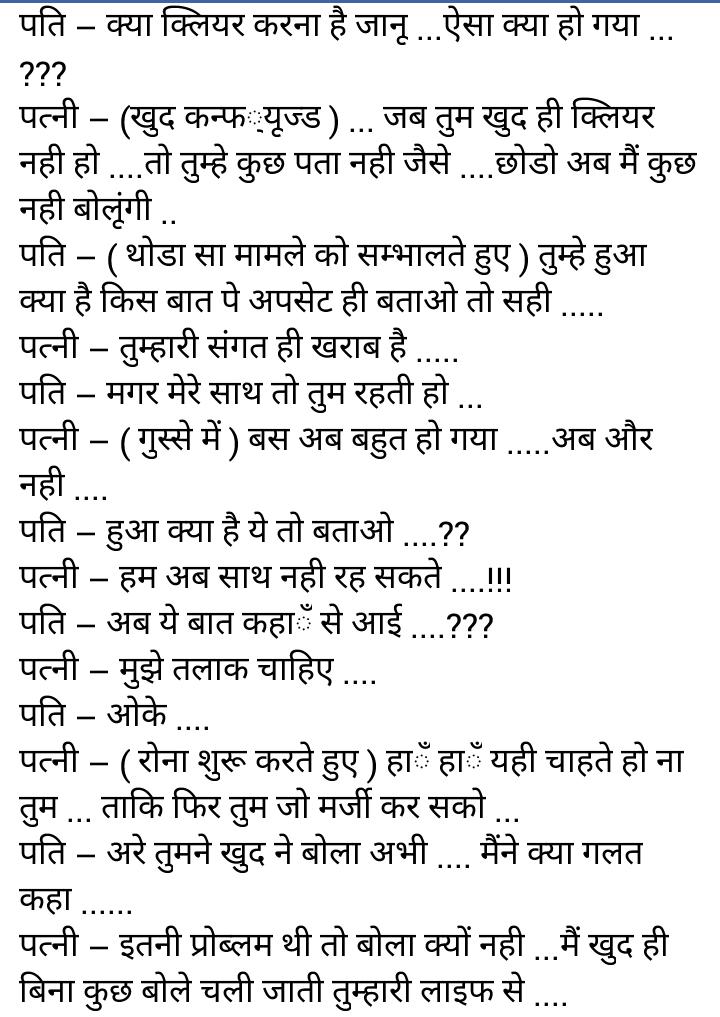 पति – क्या क्लियर करना है जानू ...ऐसा क्या हो गया ...
???
पत्नी – (खुद कन्फ्यूज्ड ) ... जब तुम खुद ही क्लियर
नही हो ....तो तुम्हे कुछ पता नही जैसे ....छोडो अब मैं कुछ
नही बोलूंगी ..
पति – ( थोडा सा मामले को सम्भालते हुए ) तुम्हे हुआ
क्या है किस बात पे अपसेट ही बताओ तो सही .....
पत्नी – तुम्हारी संगत ही खराब है .....
पति – मगर मेरे साथ तो तुम रहती हो ...
पत्नी – ( गुस्से में ) बस अब बहुत हो गया .....अब और
नही ....
पति – हुआ क्या है ये तो बताओ ....??
पत्नी – हम अब साथ नही रह सकते ....!!!
पति – अब ये बात कहाँ से आई ....???
पत्नी – मुझे तलाक चाहिए ....
पति – ओके ....
पत्नी – ( रोना शुरू करते हुए ) हाँ हाँ यही चाहते हो ना
तुम ... ताकि फिर तुम जो मर्जी कर सको ...
पति – अरे तुमने खुद ने बोला अभी .... मैंने क्या गलत
कहा ......
पत्नी – इतनी प्रोब्लम थी तो बोला क्यों नही ...मैं खुद ही
बिना कुछ बोले चली जाती तुम्हारी लाइफ से ....